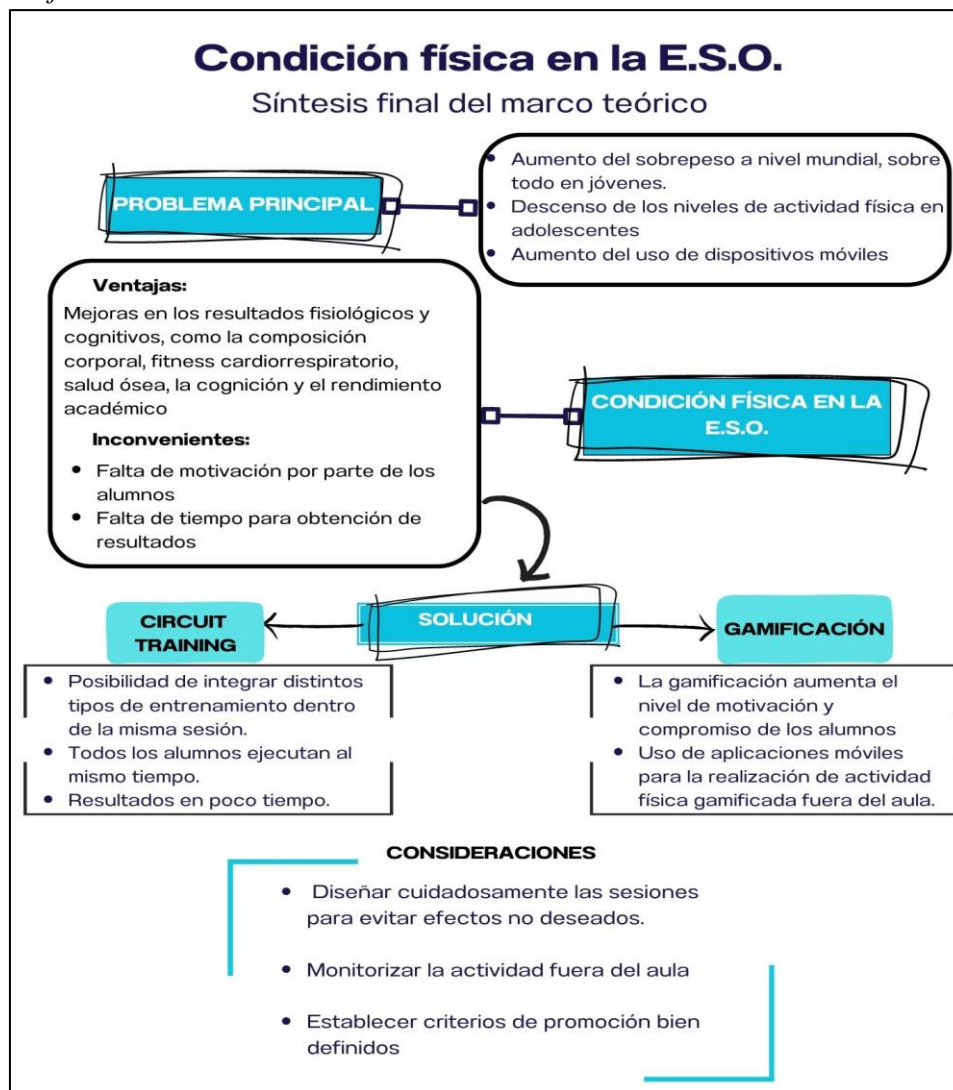 Condición física en la E.S.O.
Síntesis final del marco teórico
PROBLEMA PRINCIPAL
• Aumento del sobrepeso a nivel mundial, sobre
todo en jóvenes.
• Descenso de los niveles de actividad física en
adolescentes
• Aumento del uso de dispositivos móviles
Ventajas:
Mejoras en los resultados fisiológicos y
cognitivos, como la composición
corporal, fitness cardiorrespiratorio,
salud ósea, la cognición y el rendimiento
académico
Inconvenientes:
• Falta de motivación por parte de los
alumnos
• Falta de tiempo para obtención de
resultados
CONDICIÓN FÍSICA EN LA
E.S.O.
SOLUCIÓN
CIRCUIT
TRAINING
• Posibilidad de integrar distintos
tipos de entrenamiento dentro
de la misma sesión.
• Todos los alumnos ejecutan al
mismo tiempo.
• Resultados en poco tiempo.
GAMIFICACIÓN
• La gamificación aumenta el
nivel de motivación y
compromiso de los alumnos
• Uso de aplicaciones móviles
para la realización de actividad
física gamificada fuera del aula.
CONSIDERACIONES
• Diseñar cuidadosamente las sesiones
para evitar efectos no deseados.
• Monitorizar la actividad fuera del aula
• Establecer criterios de promoción bien
definidos